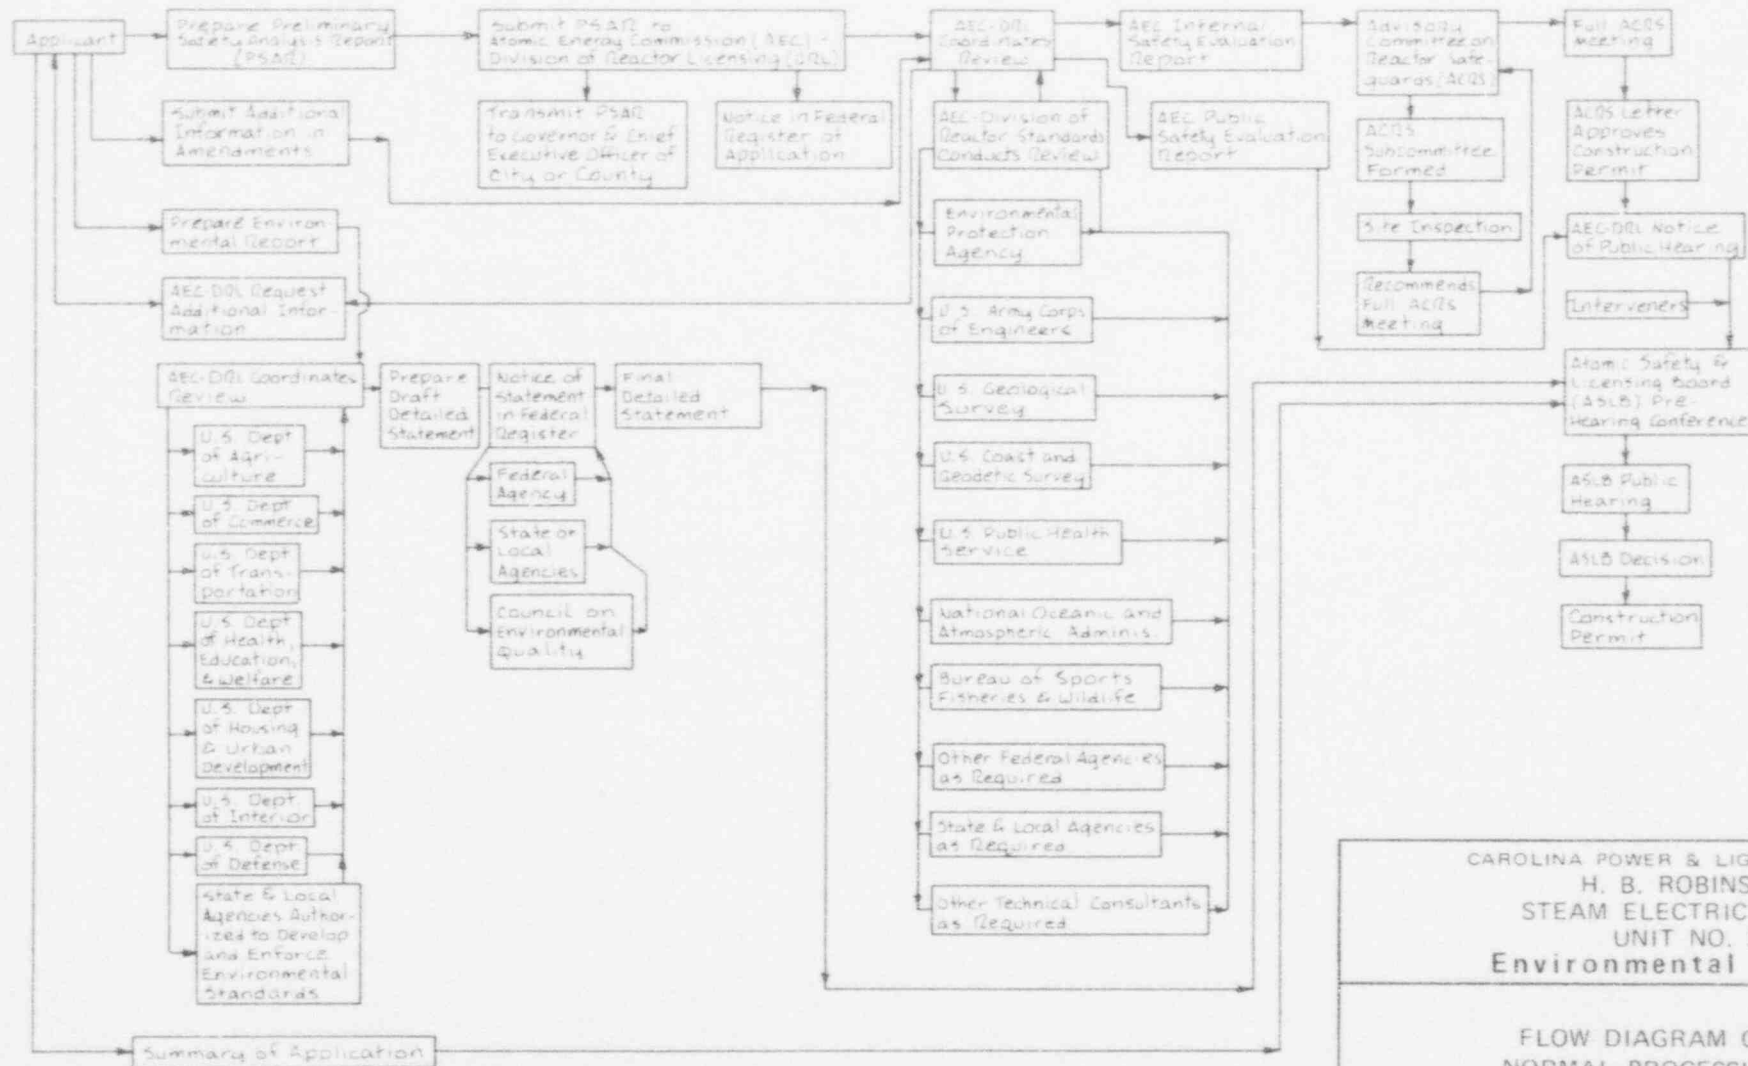 Applicant
Prepare Preliminary
Safety Analysis Report
(PSAR)
Submit PSAR to
Atomic Energy Commission (AEC) -
Division of Reactor Licensing (DRL)
AEC-DRL
Coordinates
Review
AEC Internal
Safety Evaluation
Report
Advisory
Committee on
Reactor Safe-
guards (ACRS)
Full ACRS
Meeting
Submit Additional
Information in
Amendments
Transmit PSAR
to Governor & Chief
Executive Officer of
City or County
Notice in Federal
Register of
Application
AEC-Division of
Reactor Standards
Conducts Review
AEC Public
Safety Evaluation
Report
ACRS
Subcommittee
Formed
ACRS Letter
Approves
Construction
Permit
Prepare Environ-
mental Report
Environmental
Protection
Agency
Site Inspection
AEC-DRL Notice
of Public Hearing
AEC-DRL Request
Additional Infor-
mation
U.S. Army Corps
of Engineers
Recommends
Full ACRS
Meeting
Interveners
AEC-DRL Coordinates
Review
Prepare
Draft
Detailed
Statement
Notice of
Statement
in Federal
Register
Final
Detailed
Statement
U.S. Geological
Survey
Atomic Safety &
Licensing Board
(ASLB) Pre-
Hearing Conference
U.S. Dept
of Agri-
culture
Federal
Agency
U.S. Coast and
Geodetic Survey
ASLB Public
Hearing
U.S. Dept
of Commerce
State or
Local
Agencies
U.S. Public Health
Service
ASLB Decision
U.S. Dept
of Trans-
portation
Council on
Environmental
Quality
National Oceanic and
Atmospheric Adminis.
Construction
Permit
U.S. Dept
of Health,
Education,
& Welfare
Bureau of Sports
Fisheries & Wildlife
U.S. Dept
of Housing
& Urban
Development
Other Federal Agencies
as Required
U.S. Dept.
of Interior
State & Local Agencies
as Required
U.S. Dept.
of Defense
Other Technical Consultants
as Required
State & Local
Agencies Author-
ized to Develop
and Enforce
Environmental
Standards
Summary of Application
CAROLINA POWER & LIG
H. B. ROBINS
STEAM ELECTRIC
UNIT NO.
Environmental
FLOW DIAGRAM O
NORMAL PROCESSI